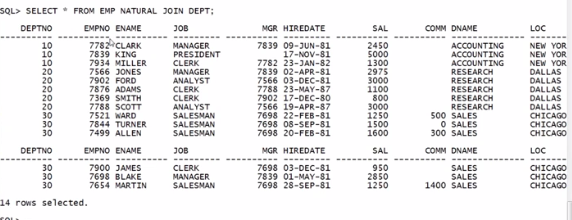 SQL> SELECT * FROM EMP NATURAL JOIN DEPT;
DEPTNO EMPNO ENAME JOB MGR HIREDATE SAL COMM DNAME LOC
10 7782 CLARK MANAGER 7839 09-JUN-81 2450 ACCOUNTING NEW YOR
10 7839 KING PRESIDENT 17-NOV-81 5000 ACCOUNTING NEW YOR
10 7934 MILLER CLERK 7782 23-JAN-82 1300 ACCOUNTING NEW YOR
20 7566 JONES MANAGER 7839 02-APR-81 2975 RESEARCH DALLAS
20 7902 FORD ANALYST 7566 03-DEC-81 3000 RESEARCH DALLAS
20 7876 ADAMS CLERK 7788 23-MAY-87 1100 RESEARCH DALLAS
20 7369 SMITH CLERK 7902 17-DEC-80 800 RESEARCH DALLAS
20 7788 SCOTT ANALYST 7566 19-APR-87 3000 RESEARCH DALLAS
30 7521 WARD SALESMAN 7698 22-FEB-81 1250 500 SALES CHICAGO
30 7844 TURNER SALESMAN 7698 08-SEP-81 1500 0 SALES CHICAGO
30 7499 ALLEN SALESMAN 7698 20-FEB-81 1600 300 SALES CHICAGO
DEPTNO EMPNO ENAME JOB MGR HIREDATE SAL COMM DNAME LOC
30 7900 JAMES CLERK 7698 03-DEC-81 950 SALES CHICAGO
30 7698 BLAKE MANAGER 7839 01-MAY-81 2850 SALES CHICAGO
30 7654 MARTIN SALESMAN 7698 28-SEP-81 1250 1400 SALES CHICAGO
14 rows selected.
SQL>